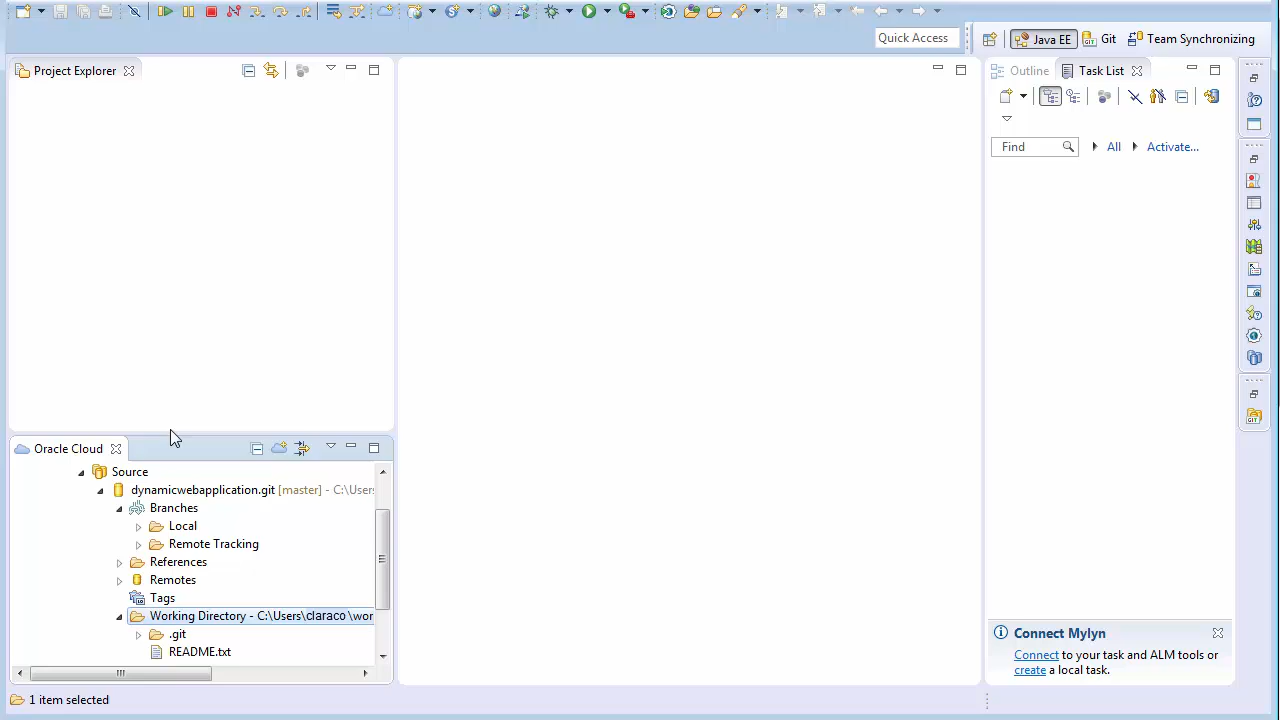 Quick Access
Java EE
Git
Team Synchronizing
Project Explorer
Outline
Task List
Find
All
Activate...
Oracle Cloud
Source
dynamicwebapplication.git [master] - C:\Users
Branches
Local
Remote Tracking
References
Remotes
Tags
Working Directory - C:\Users\claraco\wor
.git
README.txt
Connect Mylyn
Connect to your task and ALM tools or
create a local task.
1 item selected